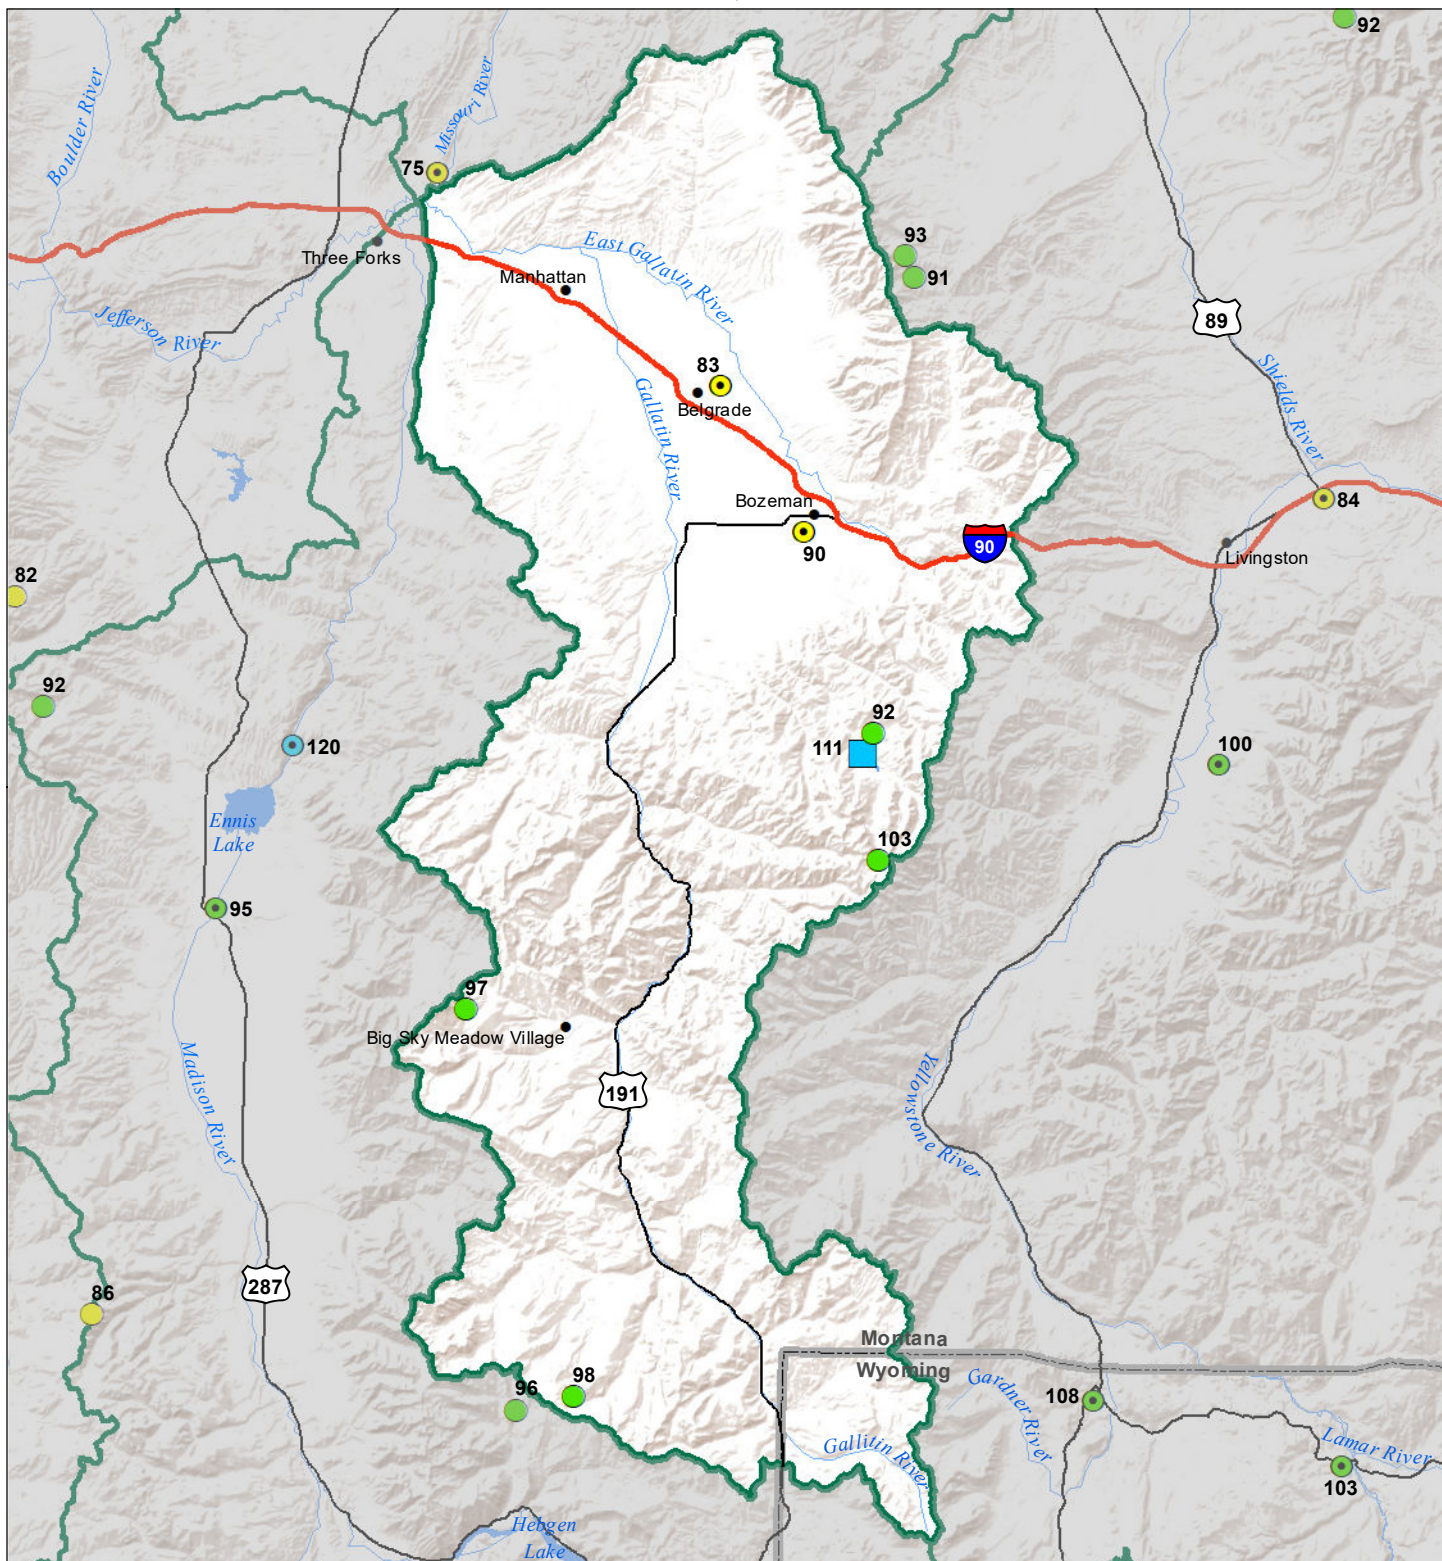 92
Boulder River
Missouri River
75
Three Forks
East Gallatin River
93
91
Manhattan
Jefferson River
89
83
Belgrade
Gallatin River
Shields River
Bozeman
90
90
84
Livingston
82
92
92
111
120
100
Ennis
Lake
103
95
97
Big Sky Meadow Village
Madison River
Yellowstone River
191
287
86
Montana
Wyoming
96
98
Gardner River
108
Gallitin River
Lamar River
103
Hebgen
Lake